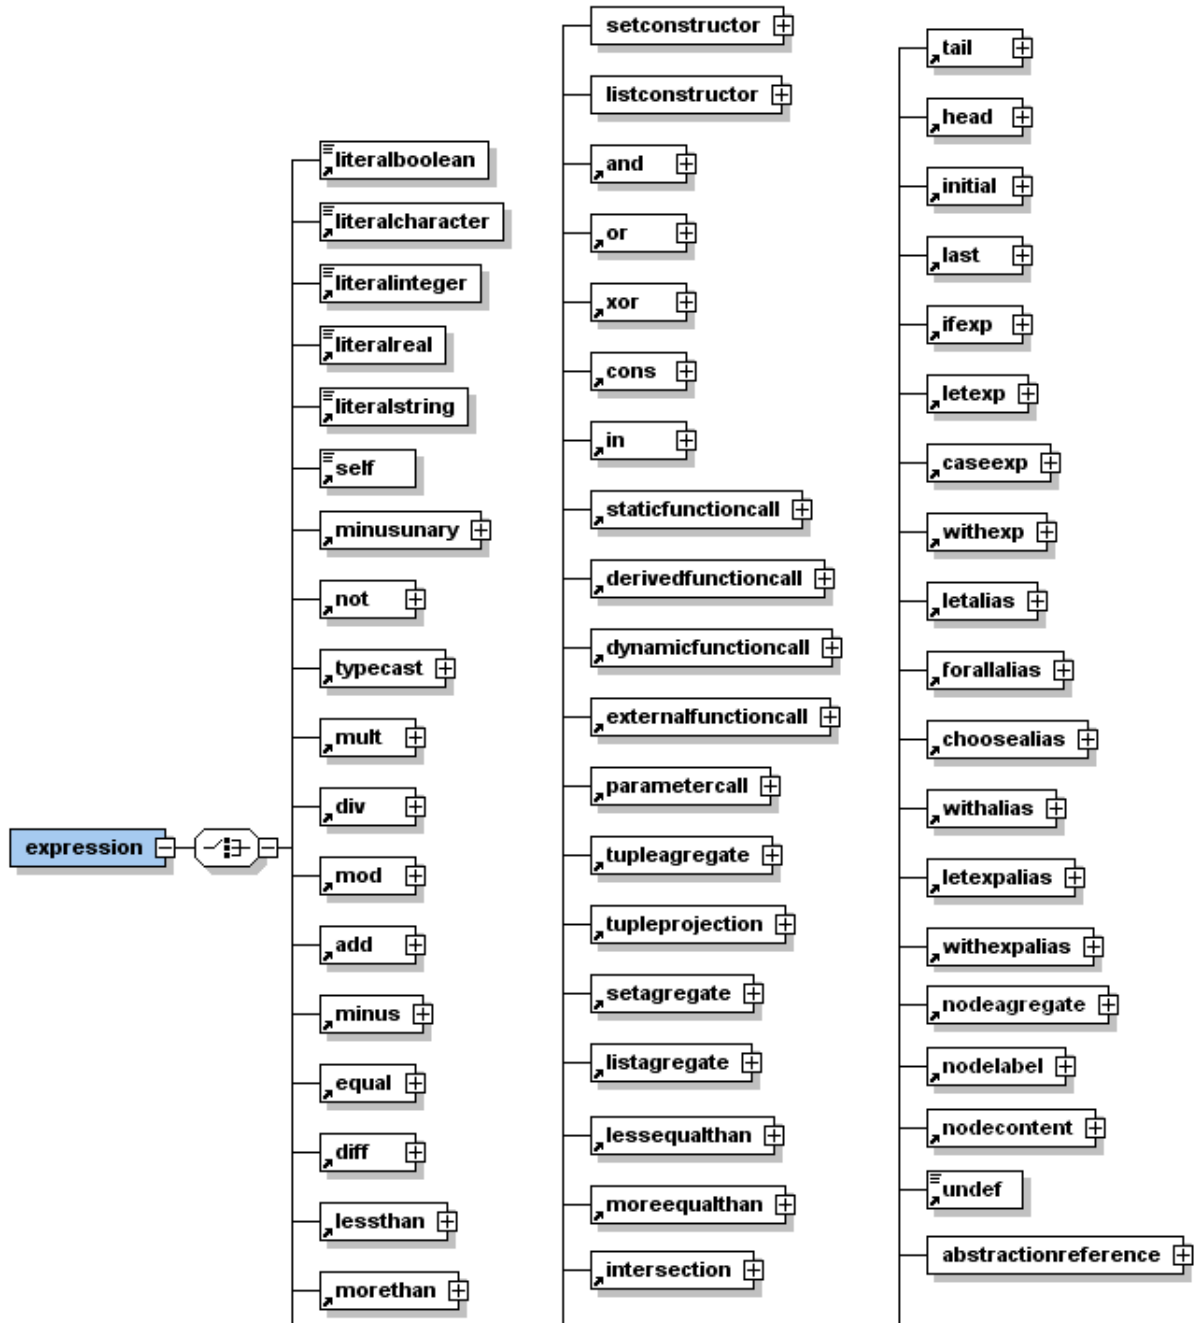 expression
literalboolean
literalcharacter
literalinteger
literalreal
literalstring
self
minusunary
not
typecast
mult
div
mod
add
minus
equal
diff
lessthan
morethan
setconstructor
listconstructor
and
or
xor
cons
in
staticfunctioncall
derivedfunctioncall
dynamicfunctioncall
externalfunctioncall
parametercall
tupleagregate
tupleprojection
setagregate
listagregate
lessequalthan
moreequalthan
intersection
tail
head
initial
last
ifexp
letexp
caseexp
withexp
letalias
forallalias
choosealias
withalias
letexpalias
withexpalias
nodeagregate
nodelabel
nodecontent
undef
abstractionreference